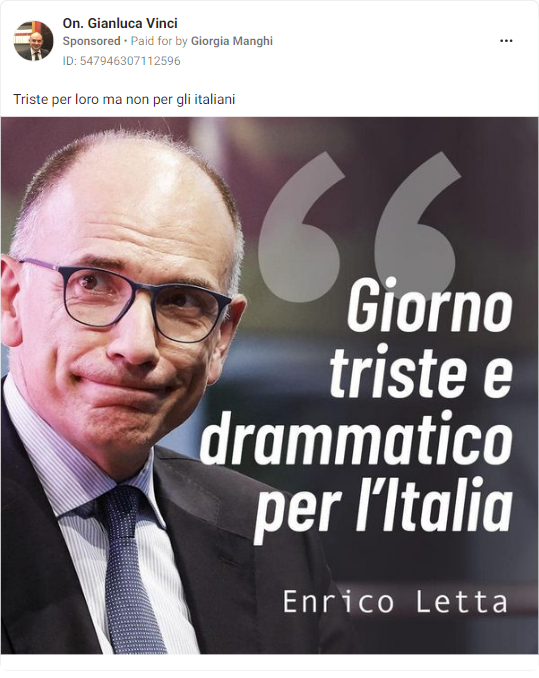 On. Gianluca Vinci
Sponsored • Paid for by Giorgia Manghi
ID: 547946307112596
Triste per loro ma non per gli italiani
“
Giorno
triste e
drammatico
per l’Italia
Enrico Letta